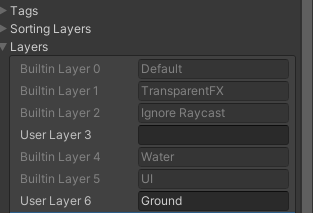 Tags
Sorting Layers
Layers
Builtin Layer 0 Default
Builtin Layer 1 TransparentFX
Builtin Layer 2 Ignore Raycast
User Layer 3
Builtin Layer 4 Water
Builtin Layer 5 UI
User Layer 6 Ground